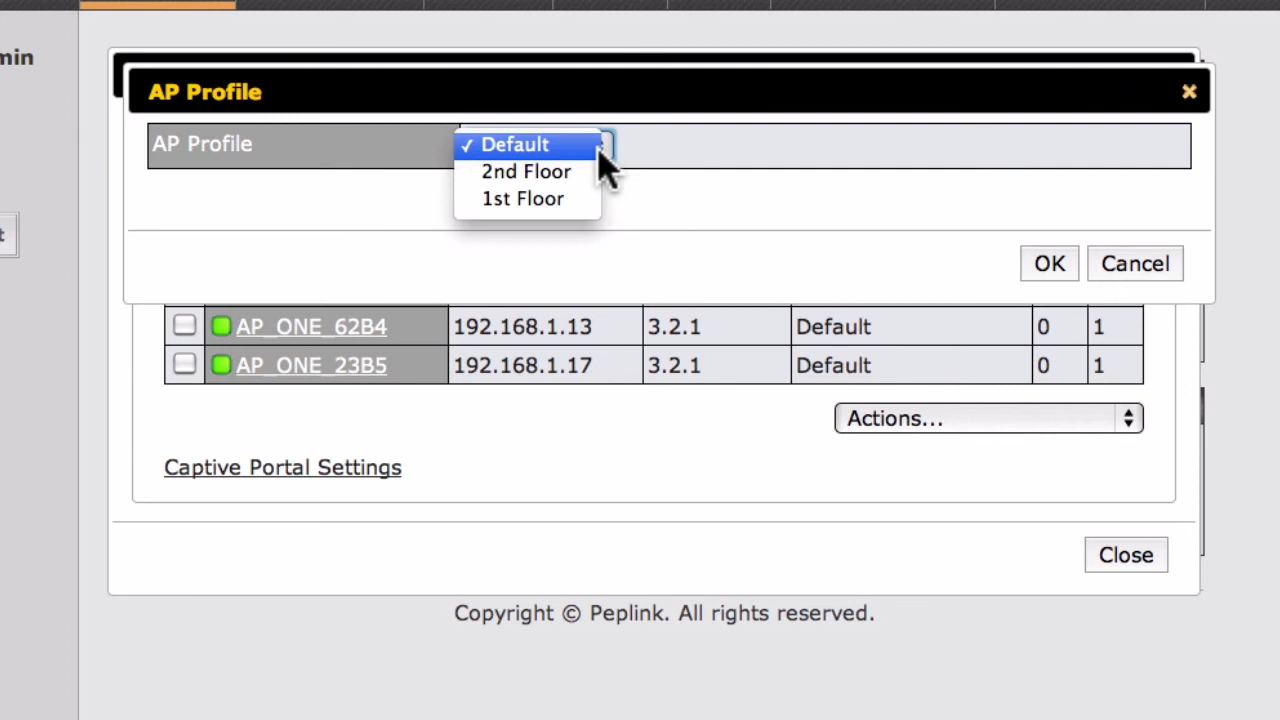 min
AP Profile
AP Profile
✓ Default
2nd Floor
1st Floor
t
OK Cancel
AP_ONE_62B4 192.168.1.13 3.2.1 Default 0 1
AP_ONE_23B5 192.168.1.17 3.2.1 Default 0 1
Actions...
Captive Portal Settings
Close
Copyright © Peplink. All rights reserved.